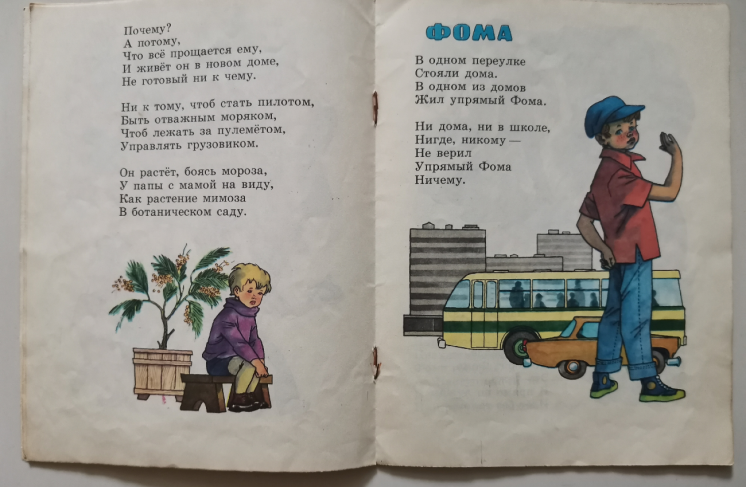 Почему?
А потому,
Что всё прощается ему,
И живёт он в новом доме,
Не готовый ни к чему.
Ни к тому, чтоб стать пилотом,
Быть отважным моряком,
Чтоб лежать за пулемётом,
Управлять грузовиком.
Он растёт, боясь мороза,
У папы с мамой на виду,
Как растение мимоза
В ботаническом саду.
ФОМА
В одном переулке
Стояли дома.
В одном из домов
Жил упрямый Фома.
Ни дома, ни в школе,
Нигде, никому —
Не верил
Упрямый Фома
Ничему.